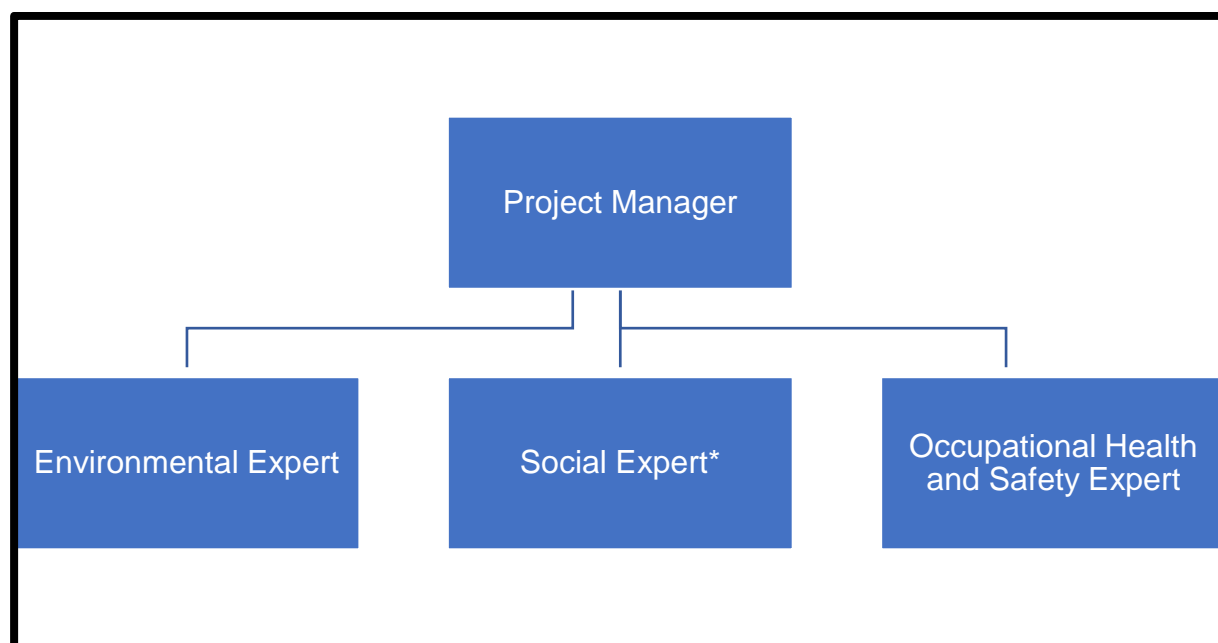 Project Manager
Environmental Expert
Social Expert*
Occupational Health
and Safety Expert